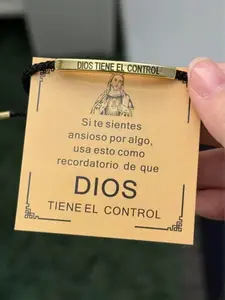 DIOS TIENE EL CONTROL
Si te sientes
ansioso por algo,
usa esto como
recordatorio de que
DIOS
TIENE EL CONTROL